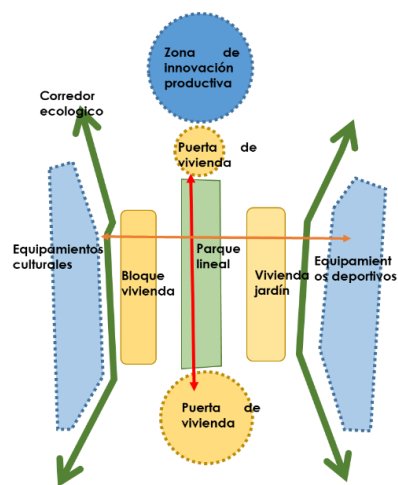 Zona de
innovación
productiva
Corredor
ecologico
Puerta de
vivienda
Equipamientos
culturales
Bloque
vivienda
Parque
lineal
Vivienda
jardín
Equipamient
os deportivos
Puerta de
vivienda